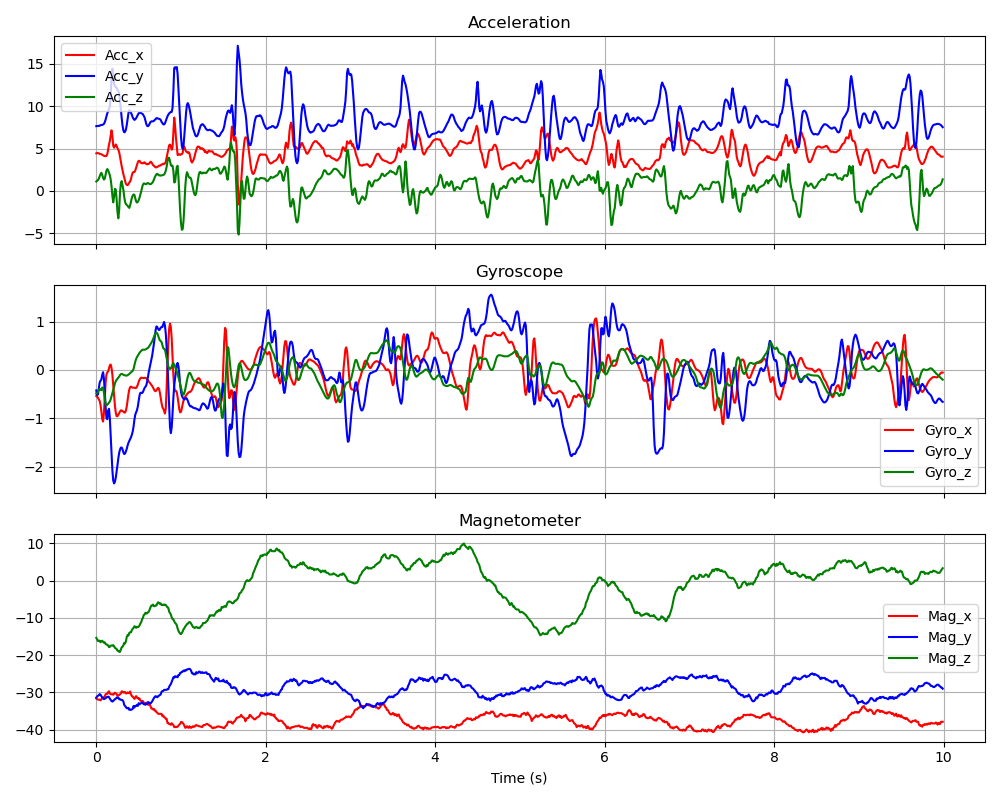 Acceleration
Acc_x
Acc_y
Acc_z
15
10
5
0
−5
Gyroscope
1
0
−1
−2
Gyro_x
Gyro_y
Gyro_z
Magnetometer
10
0
−10
−20
−30
−40
Mag_x
Mag_y
Mag_z
0 2 4 6 8 10
Time (s)